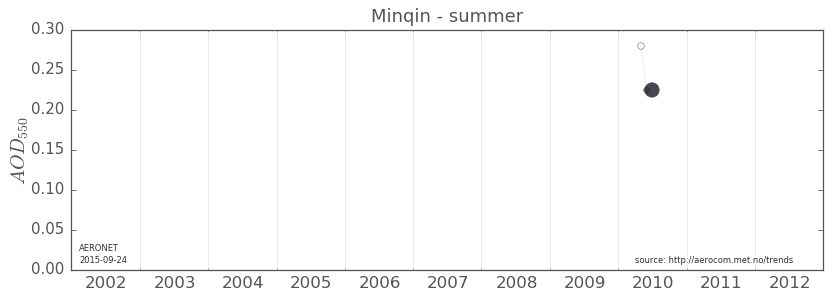 Minqin - summer
0.30
0.25
0.20
0.15
0.10
0.05
0.00
AOD550
AERONET
2015-09-24
source: http://aerocom.met.no/trends
2002 2003 2004 2005 2006 2007 2008 2009 2010 2011 2012